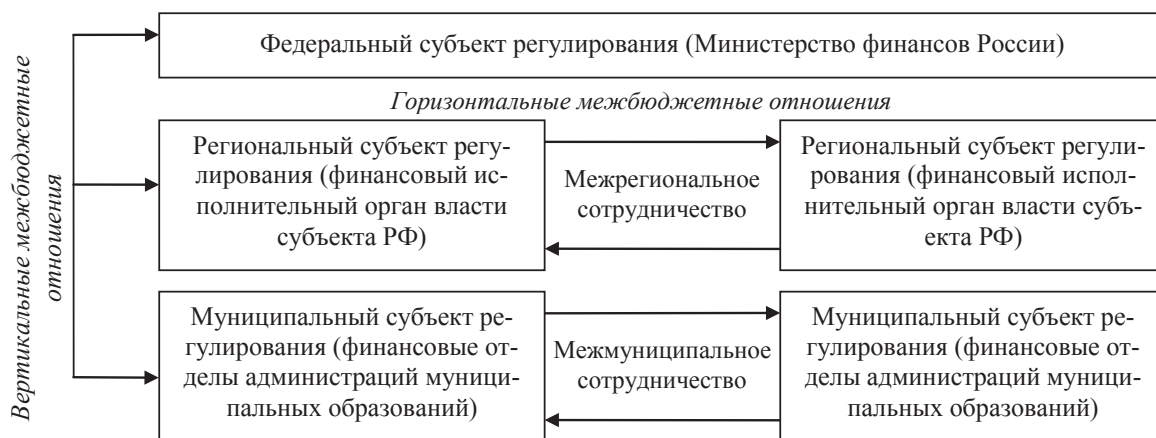 Вертикальные межбюджетные
отношения
Федеральный субъект регулирования (Министерство финансов России)
Горизонтальные межбюджетные отношения
Региональный субъект регу-
лирования (финансовый ис-
полнительный орган власти
субъекта РФ)
Межрегиональное
сотрудничество
Региональный субъект регули-
рования (финансовый испол-
нительный орган власти субъ-
екта РФ)
Муниципальный субъект ре-
гулирования (финансовые от-
делы администраций муници-
пальных образований)
Межмуниципальное
сотрудничество
Муниципальный субъект ре-
гулирования (финансовые от-
делы администраций муници-
пальных образований)